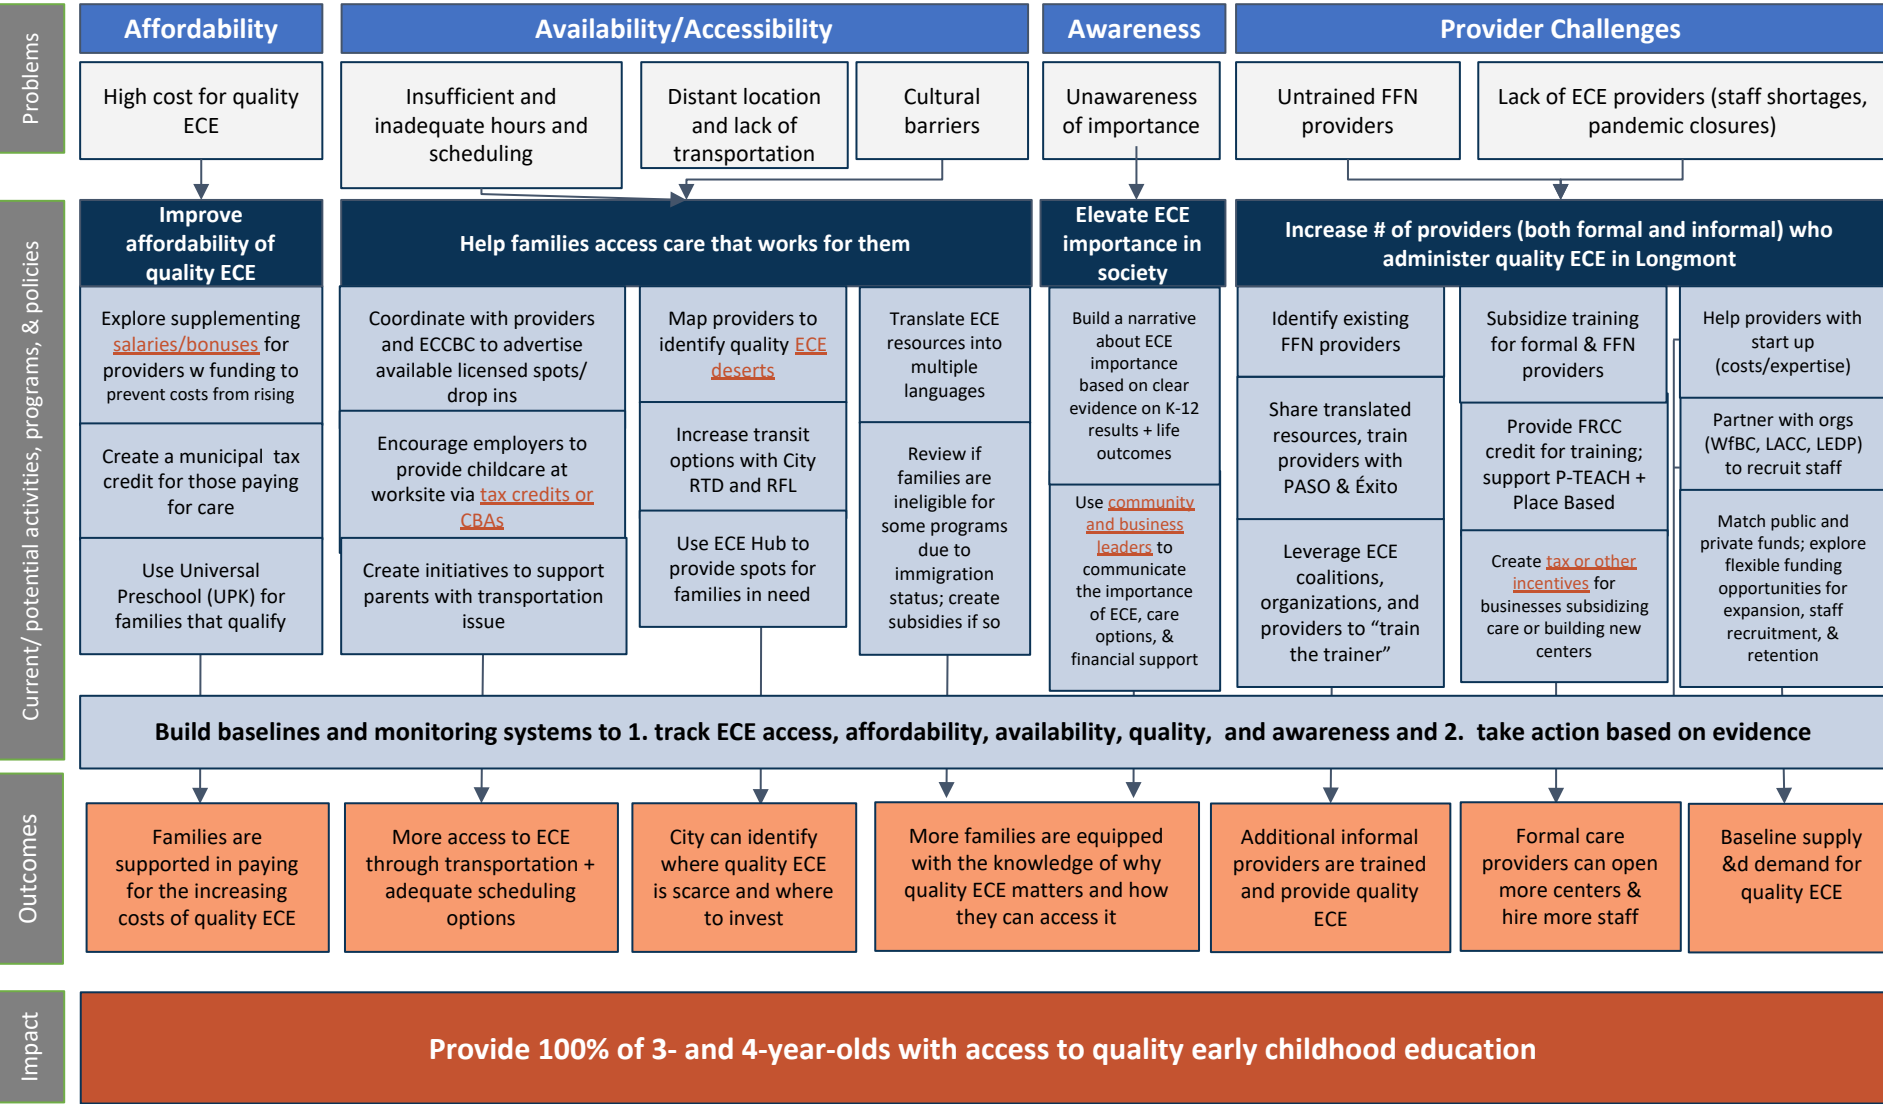 Problems
Affordability
Availability/Accessibility
Awareness
Provider Challenges
High cost for quality
ECE
Insufficient and
inadequate hours and
scheduling
Distant location
and lack of
transportation
Cultural
barriers
Unawareness
of importance
Untrained FFN
providers
Lack of ECE providers (staff shortages,
pandemic closures)
Current/ potential activities, programs, & policies
Improve
affordability of
quality ECE
Help families access care that works for them
Elevate ECE
importance in
society
Increase # of providers (both formal and informal) who
administer quality ECE in Longmont
Explore supplementing
salaries/bonuses for
providers w funding to
prevent costs from rising
Create a municipal tax
credit for those paying
for care
Use Universal
Preschool (UPK) for
families that qualify
Coordinate with providers
and ECCBC to advertise
available licensed spots/
drop ins
Encourage employers to
provide childcare at
worksite via tax credits or
CBAs
Create initiatives to support
parents with transportation
issue
Map providers to
identify quality ECE
deserts
Increase transit
options with City
RTD and RFL
Use ECE Hub to
provide spots for
families in need
Translate ECE
resources into
multiple
languages
Review if
families are
ineligible for
some programs
due to
immigration
status; create
subsidies if so
Build a narrative
about ECE
importance
based on clear
evidence on K-12
results + life
outcomes
Use community
and business
leaders to
communicate
the importance
of ECE, care
options, &
financial support
Identify existing
FFN providers
Share translated
resources, train
providers with
PASO & Éxito
Leverage ECE
coalitions,
organizations, and
providers to “train
the trainer”
Subsidize training
for formal & FFN
providers
Provide FRCC
credit for training;
support P-TEACH +
Place Based
Create tax or other
incentives for
businesses subsidizing
care or building new
centers
Help providers with
start up
(costs/expertise)
Partner with orgs
(WfBC, LACC, LEDP)
to recruit staff
Match public and
private funds; explore
flexible funding
opportunities for
expansion, staff
recruitment, &
retention
Build baselines and monitoring systems to 1. track ECE access, affordability, availability, quality, and awareness and 2. take action based on evidence
Outcomes
Families are
supported in paying
for the increasing
costs of quality ECE
More access to ECE
through transportation +
adequate scheduling
options
City can identify
where quality ECE
is scarce and where
to invest
More families are equipped
with the knowledge of why
quality ECE matters and how
they can access it
Additional informal
providers are trained
and provide quality
ECE
Formal care
providers can open
more centers &
hire more staff
Baseline supply
&d demand for
quality ECE
Impact
Provide 100% of 3- and 4-year-olds with access to quality early childhood education